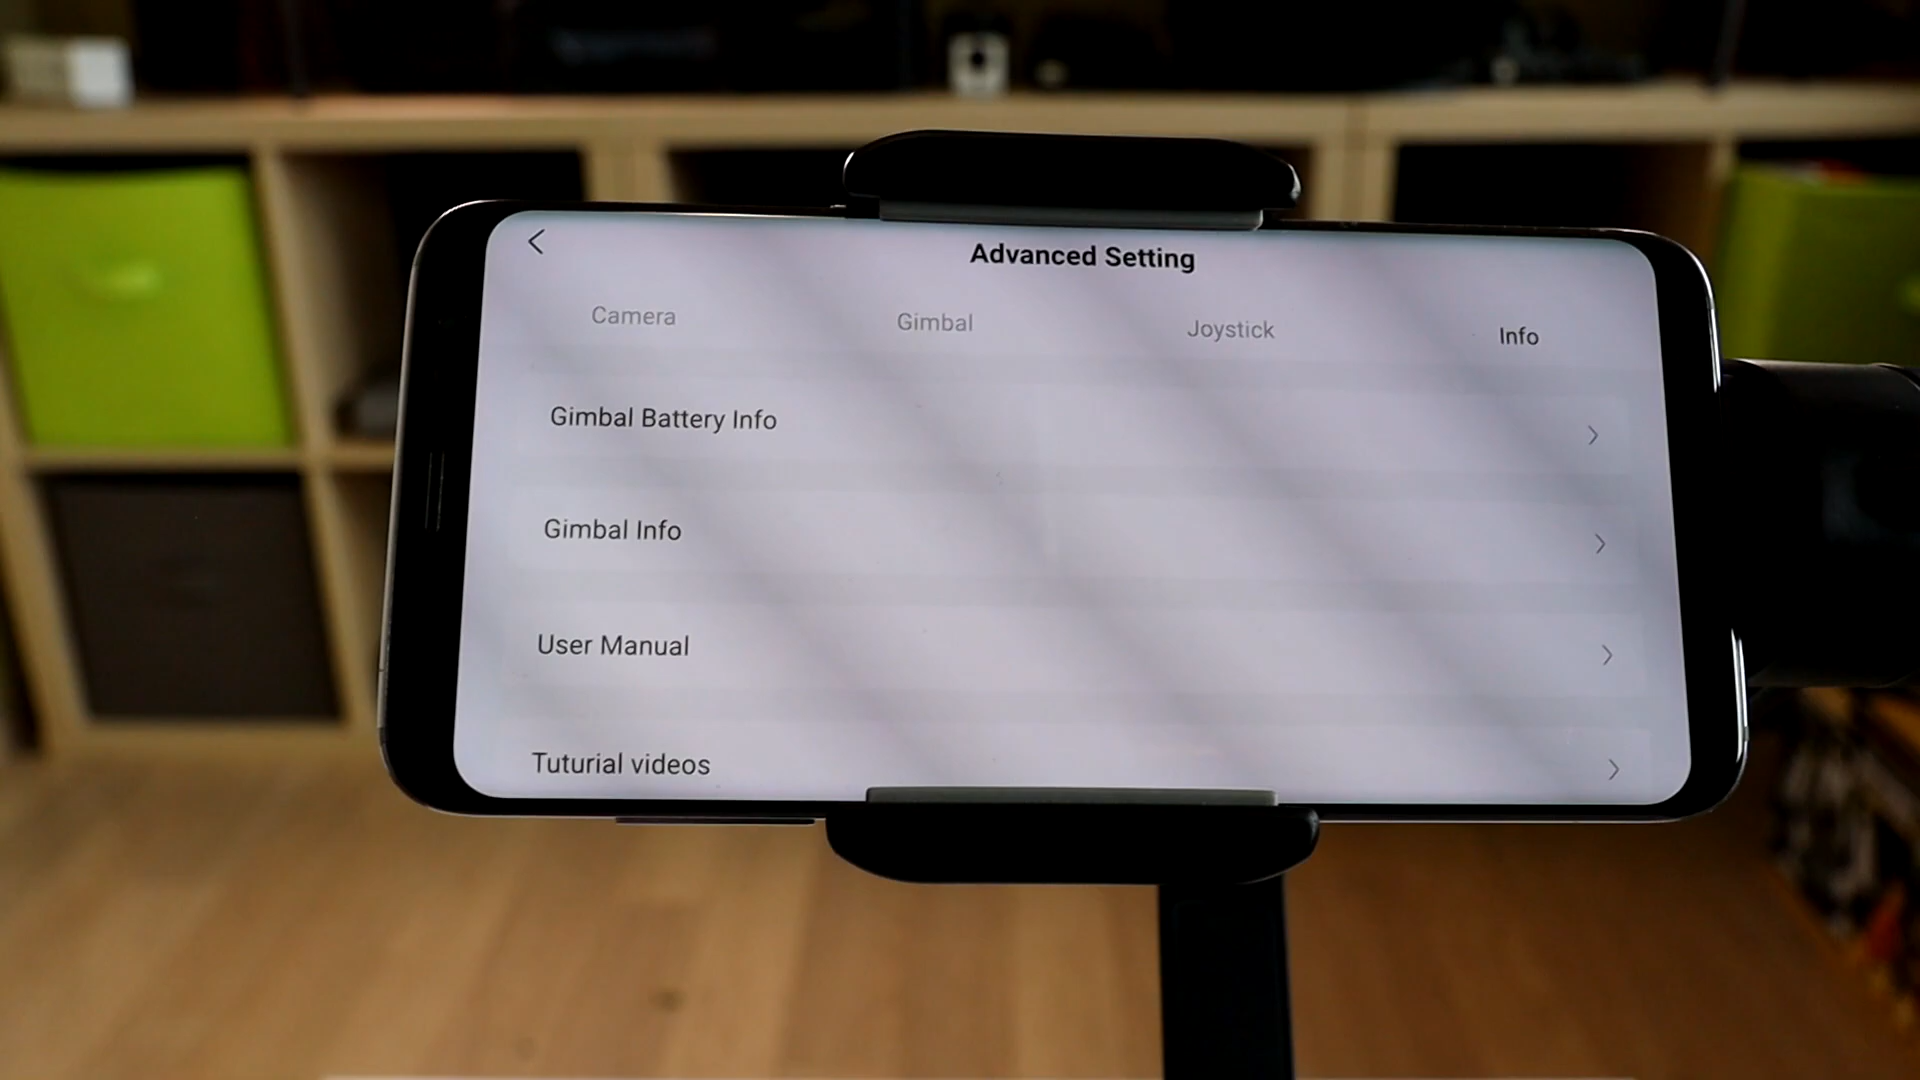 Advanced Setting
Camera Gimbal Joystick Info
Gimbal Battery Info
Gimbal Info
User Manual
Tuturial videos